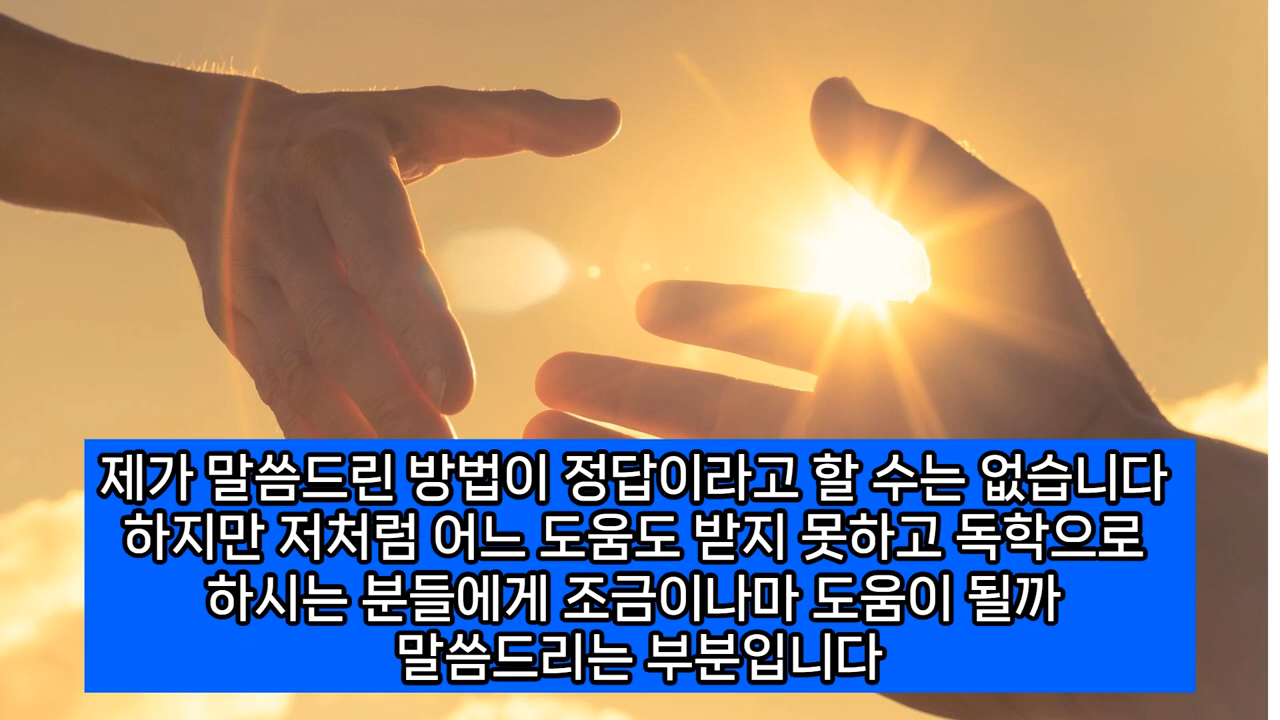 제가 말씀드린 방법이 정답이라고 할 수는 없습니다
하지만 저처럼 어느 도움도 받지 못하고 독학으로
하시는 분들에게 조금이나마 도움이 될까
말씀드리는 부분입니다